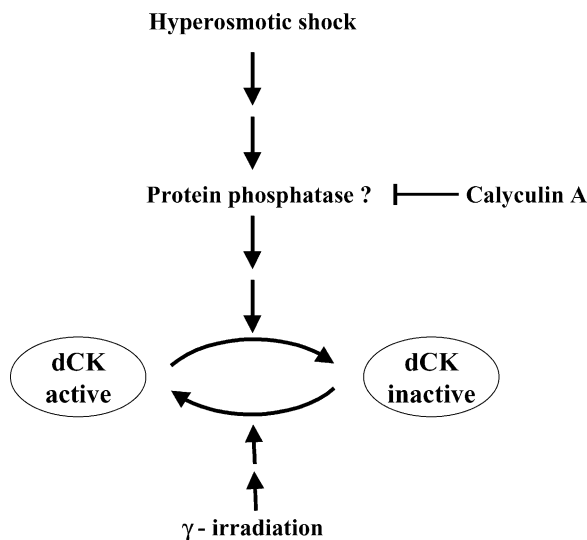 Hyperosmotic shock
Protein phosphatase ?
Calyculin A
dCK
active
dCK
inactive
γ - irradiation